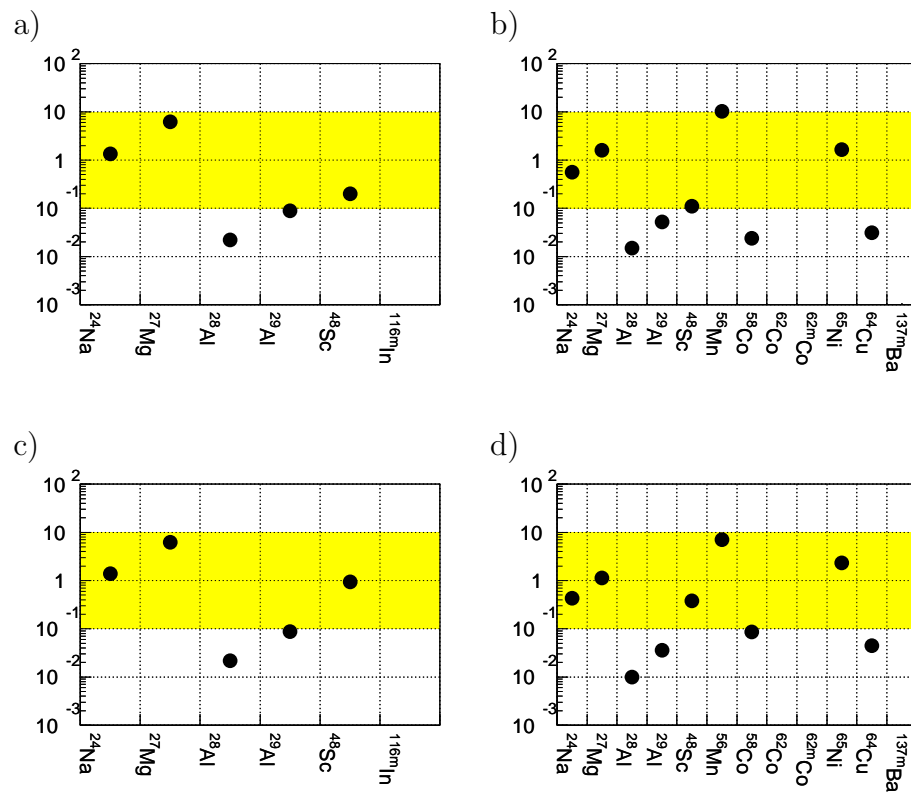 a)
10 2
10
1
10 -1
10 -2
10 -3
24Na
27Mg
28Al
29Al
48Sc
116mIn
b)
10 2
10
1
10 -1
10 -2
10 -3
24Na
27Mg
28Al
29Al
48Sc
56Mn
58Co
62Co
62mCo
65Ni
64Cu
137mBa
c)
10 2
10
1
10 -1
10 -2
10 -3
24Na
27Mg
28Al
29Al
48Sc
116mIn
d)
10 2
10
1
10 -1
10 -2
10 -3
24Na
27Mg
28Al
29Al
48Sc
56Mn
58Co
62Co
62mCo
65Ni
64Cu
137mBa